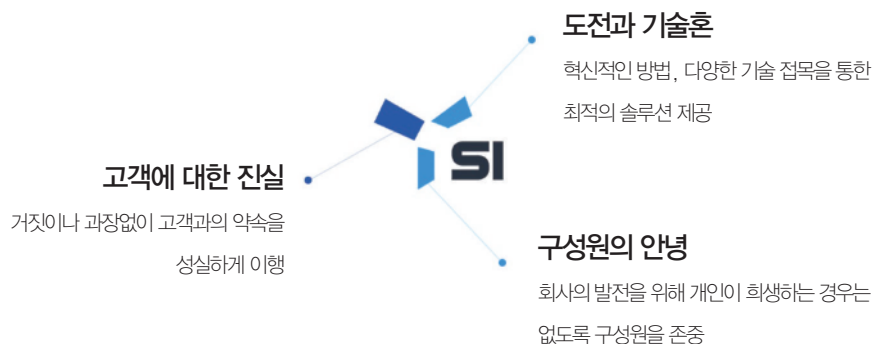 도전과 기술혼
혁신적인 방법, 다양한 기술 접목을 통한
최적의 솔루션 제공
SI
고객에 대한 진실
거짓이나 과장없이 고객과의 약속을
성실하게 이행
구성원의 안녕
회사의 발전을 위해 개인이 희생하는 경우는
없도록 구성원을 존중